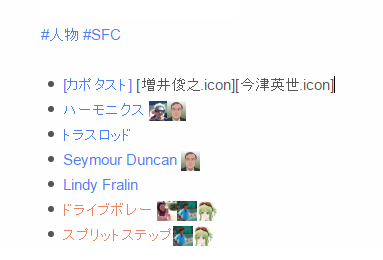 #人物 #SFC
[カポタスト] [増井俊之.icon][今津英世.icon]
ハーモニクス
トラスロッド
Seymour Duncan
Lindy Fralin
ドライブボレー
スプリットステップ